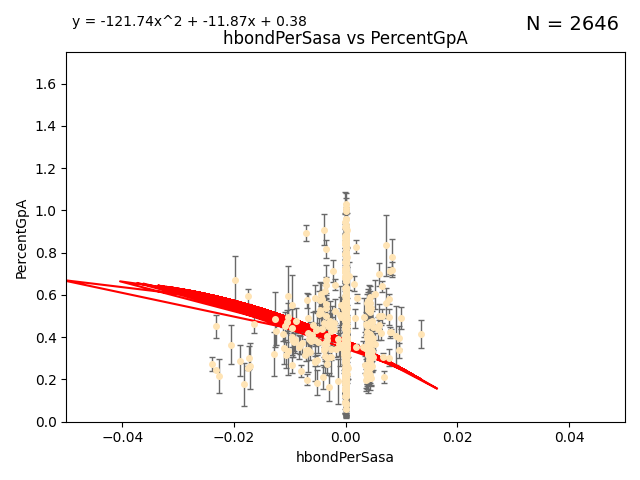 y = -121.74x^2 + -11.87x + 0.38
N = 2646
hbondPerSasa vs PercentGpA
1.6
1.4
1.2
1.0
0.8
0.6
0.4
0.2
0.0
PercentGpA
−0.04 −0.02 0.00 0.02 0.04
hbondPerSasa